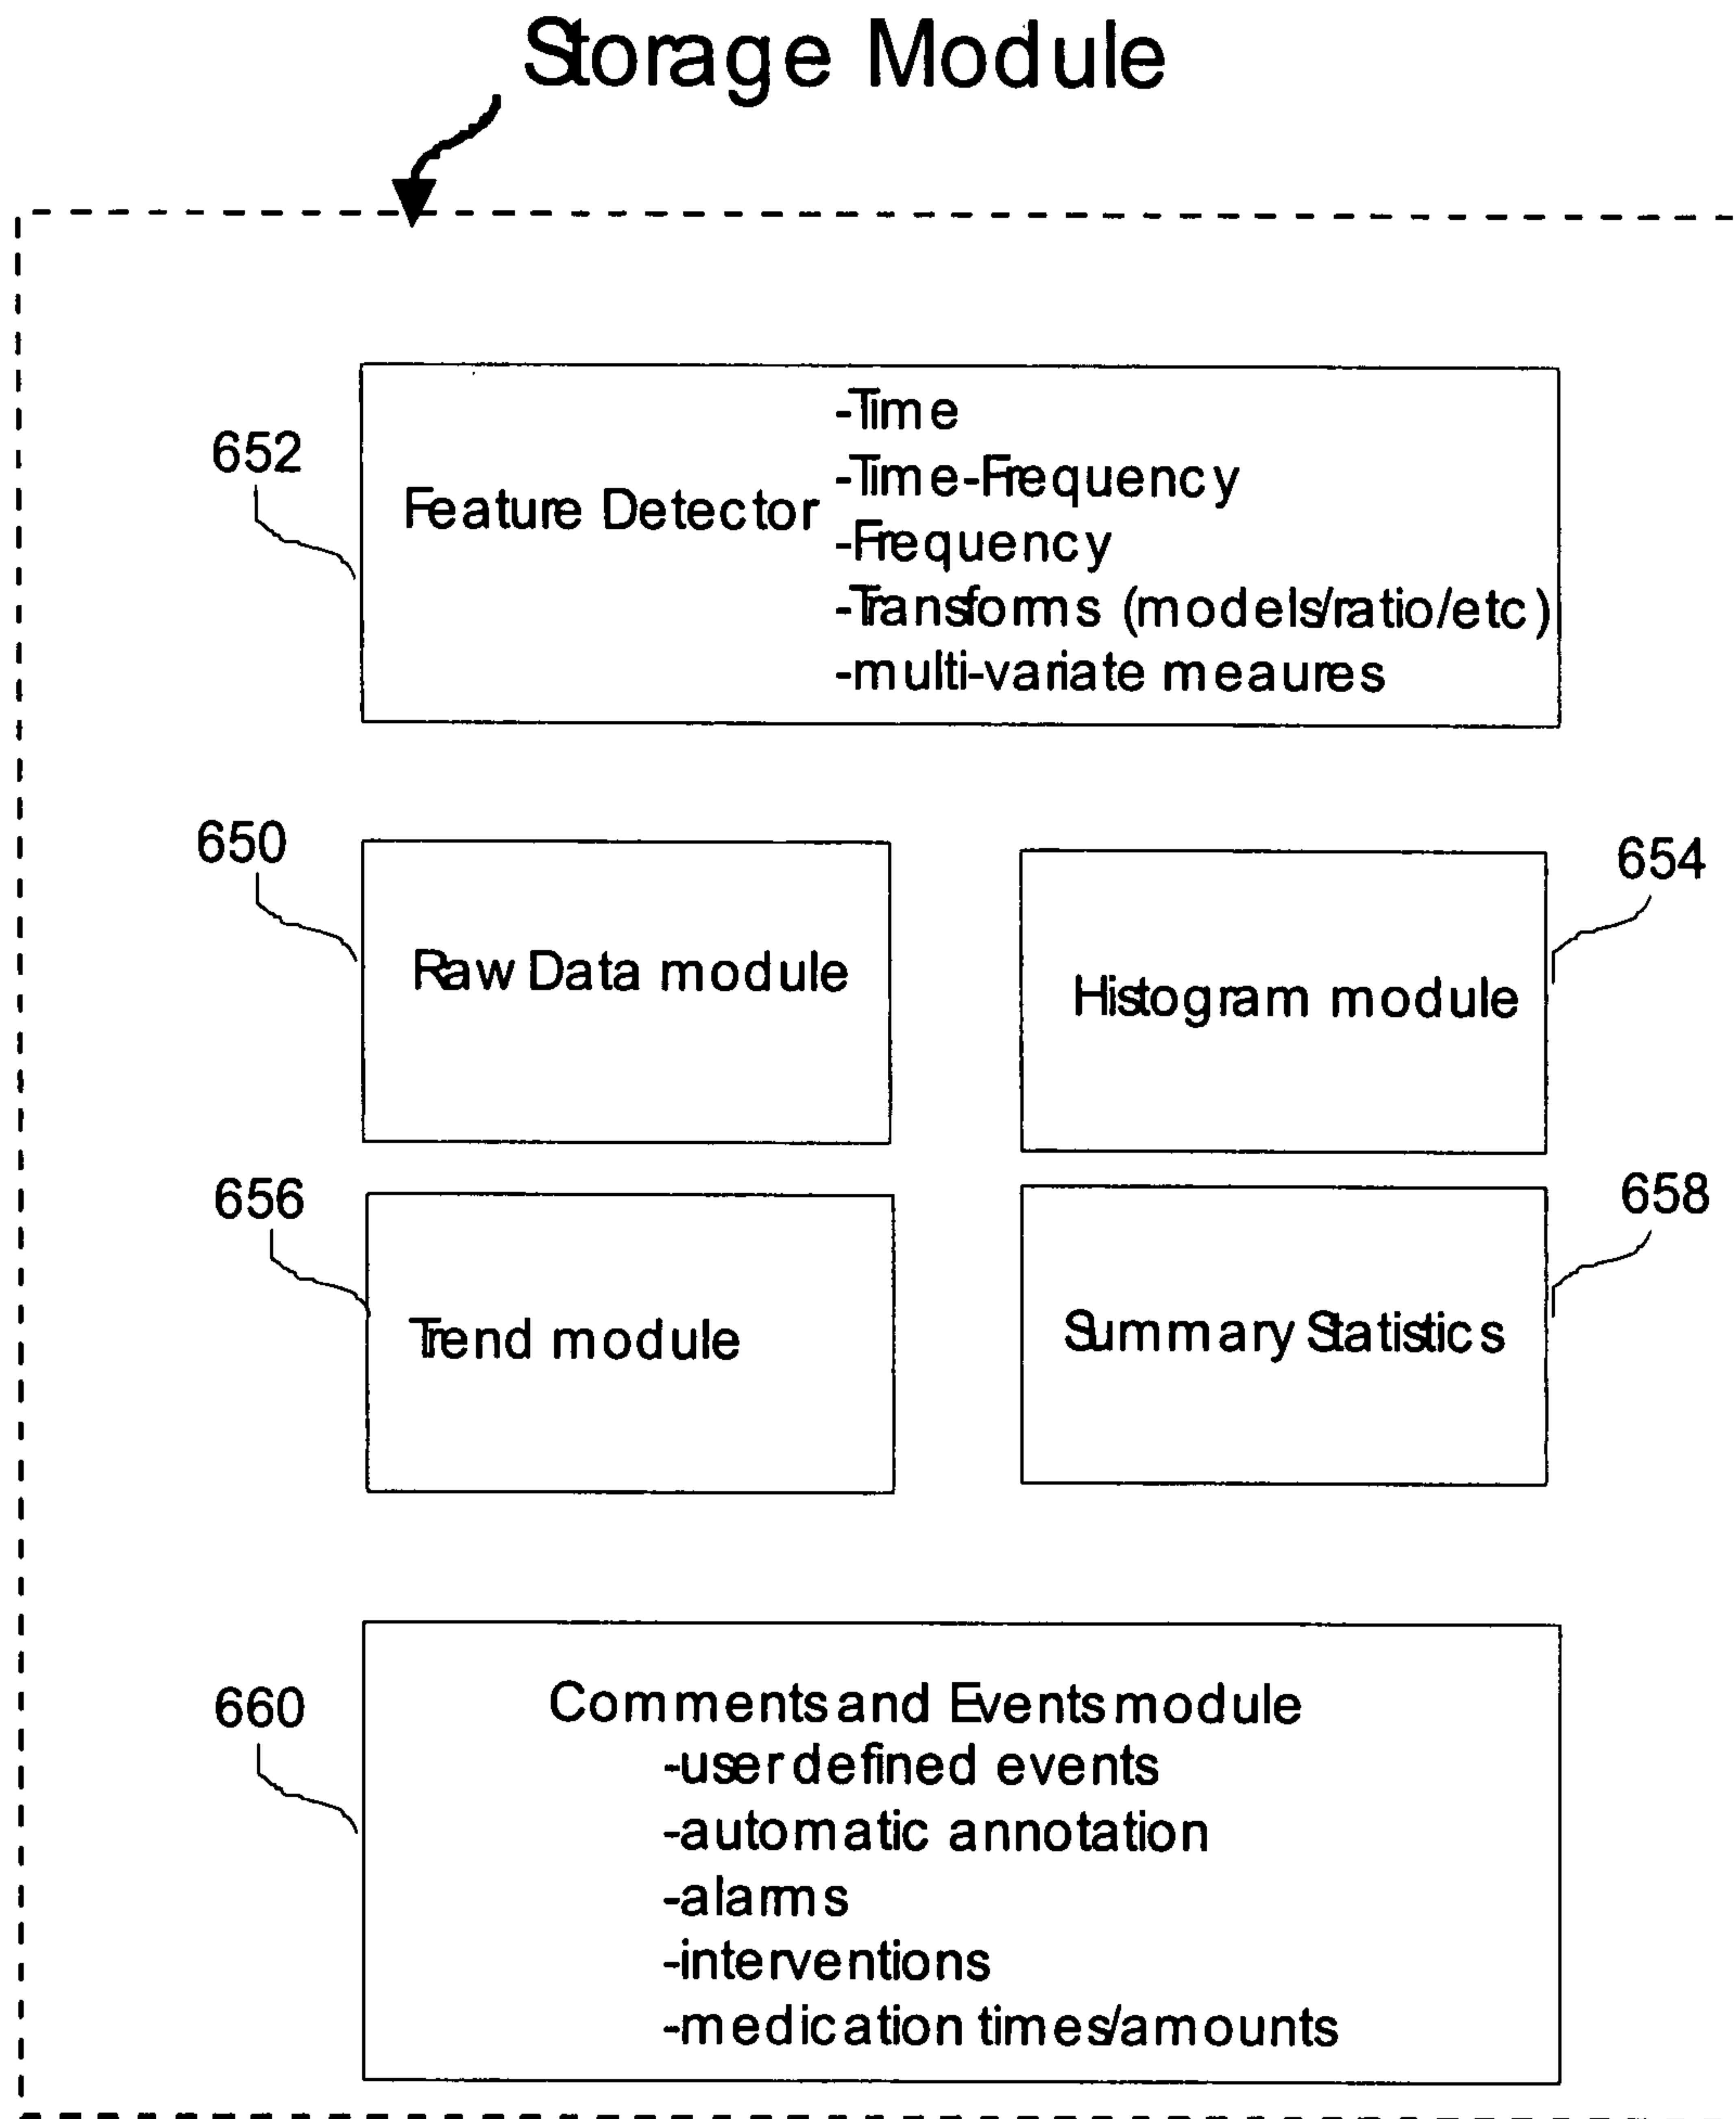 Storage Module
652
Feature Detector
-Time
-Time-Frequency
-Frequency
-Transforms (models/ratio/etc)
-multi-variate meaures
650
Raw Data module
654
Histogram module
656
Trend module
658
Summary Statistics
660
Comments and Events module
-user defined events
-automatic annotation
-alarms
-interventions
-medication times/amounts